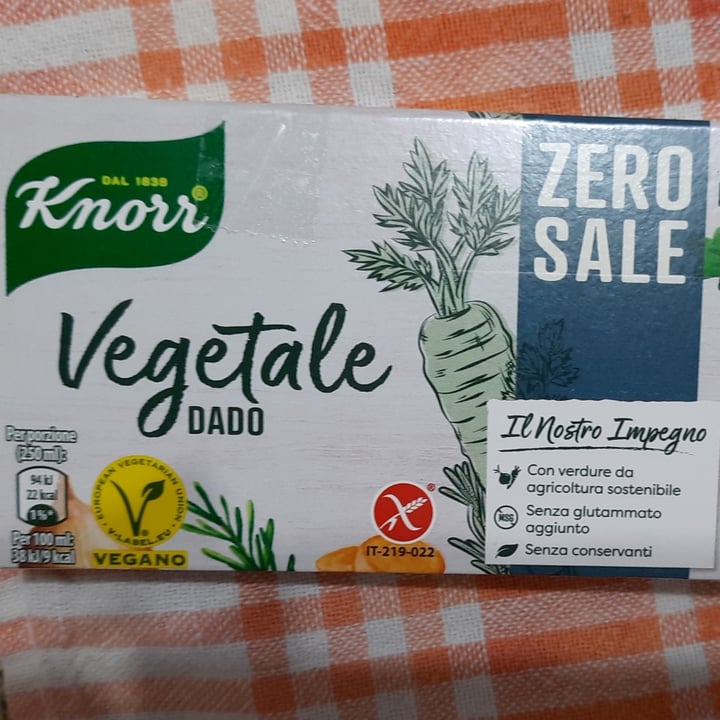 DAL 1838
Knorr®
ZERO
SALE
Vegetale
DADO
Per porzione
(250 ml):
94 kJ
22 kcal
1%*
Per 100 ml:
38 kJ/9 kcal
EUROPEAN VEGETARIAN UNION
V-LABEL.EU
VEGANO
IT-219-022
Il Nostro Impegno
Con verdure da
agricoltura sostenibile
MSG
Senza glutammato
aggiunto
Senza conservanti